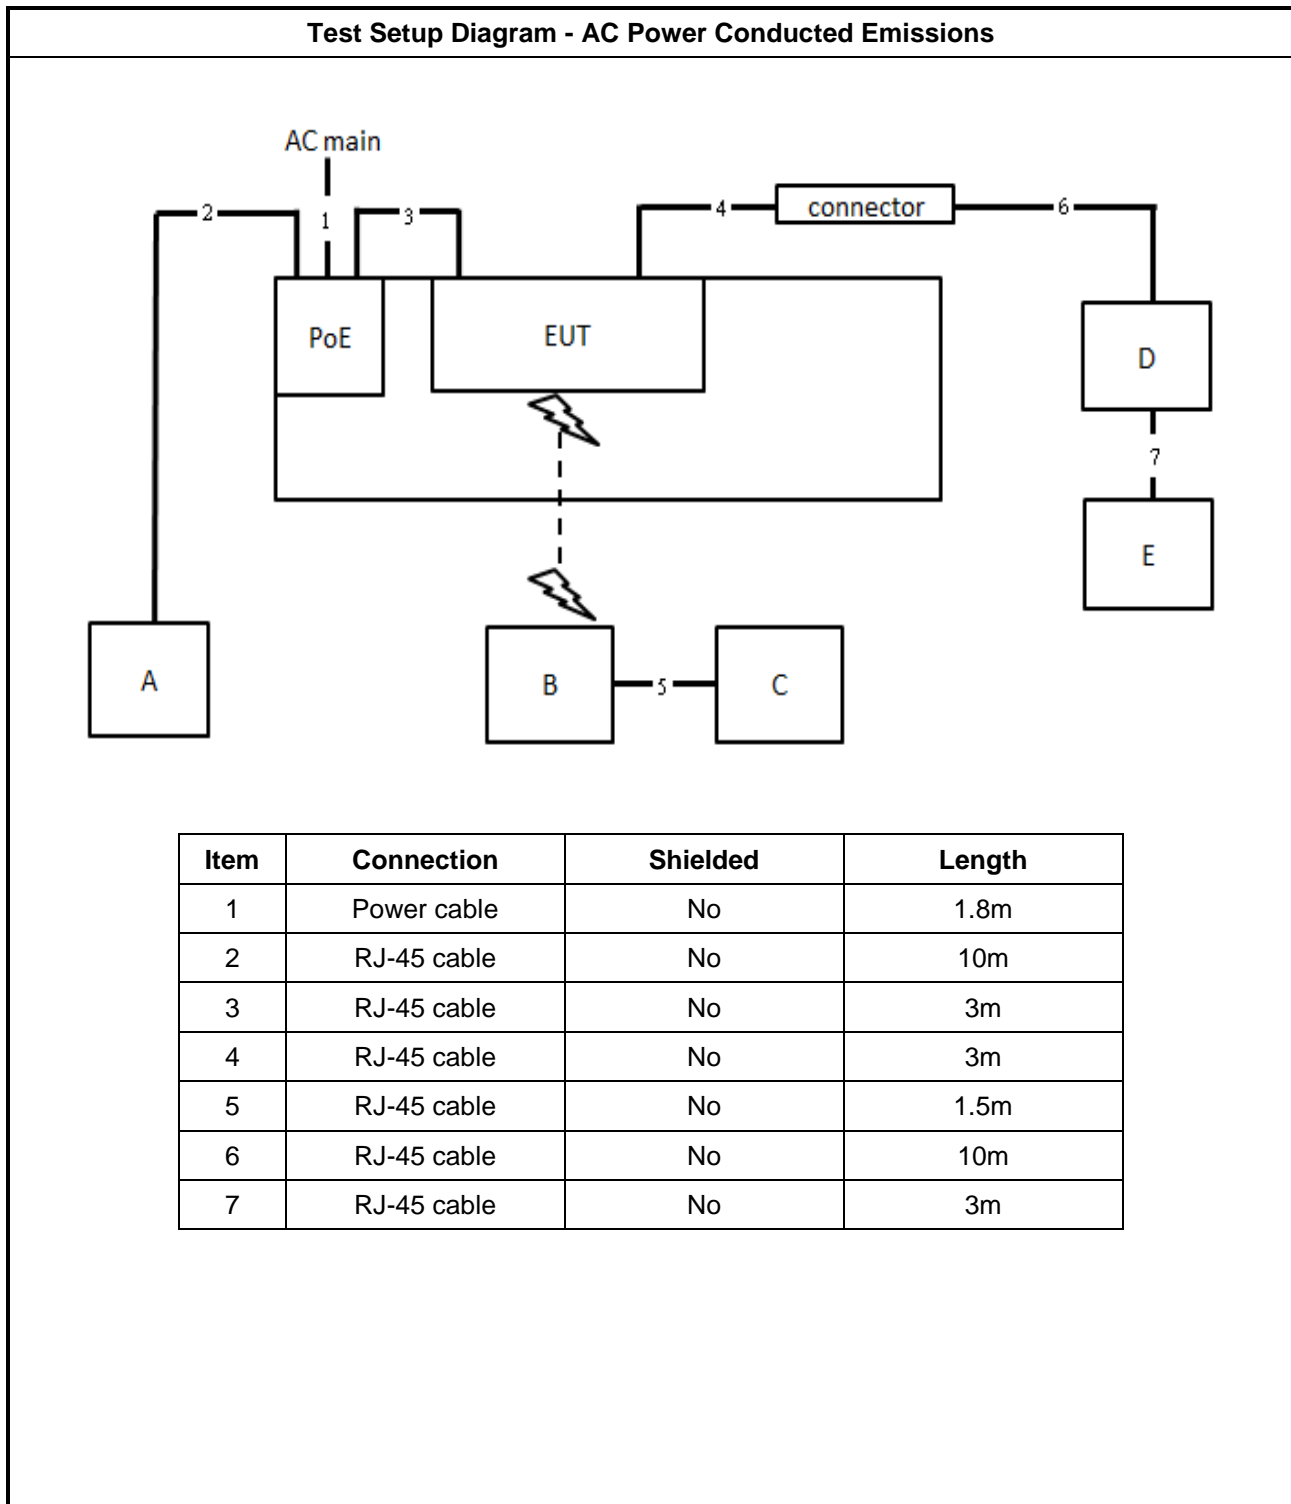 Test Setup Diagram - AC Power Conducted Emissions
AC main
2
1
3
4
connector
6
PoE
EUT
D
7
E
A
B
5
C
Item Connection Shielded Length
1 Power cable No 1.8m
2 RJ-45 cable No 10m
3 RJ-45 cable No 3m
4 RJ-45 cable No 3m
5 RJ-45 cable No 1.5m
6 RJ-45 cable No 10m
7 RJ-45 cable No 3m